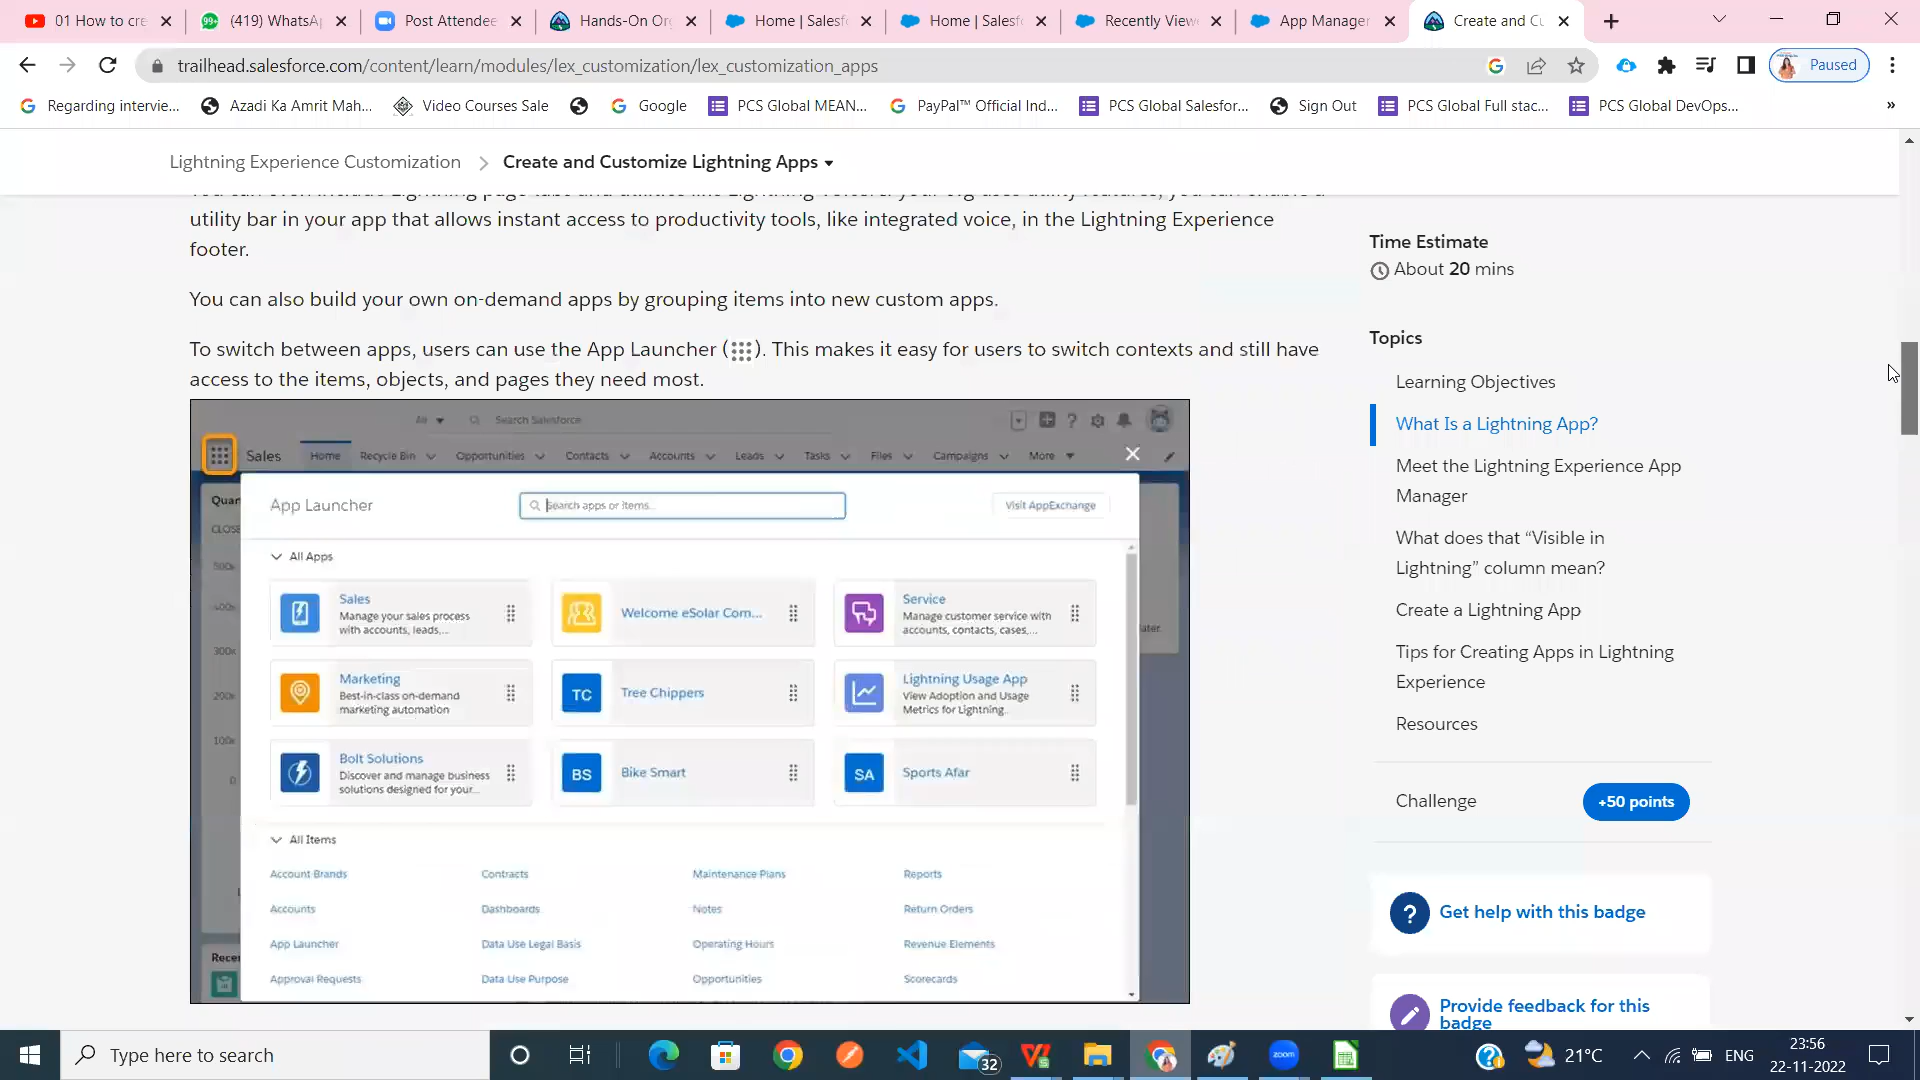 01 How to cre
(419) WhatsA
Post Attendee
Hands-On Or
Home | Salesf
Home | Salesf
Recently View
App Manager
Create and Cu
trailhead.salesforce.com/content/learn/modules/lex_customization/lex_customization_apps
Paused
Regarding intervie...
Azadi Ka Amrit Mah...
Video Courses Sale
Google
PCS Global MEAN...
PayPal™ Official Ind...
PCS Global Salesfor...
Sign Out
PCS Global Full stac...
PCS Global DevOps...
»
Lightning Experience Customization
Create and Customize Lightning Apps
utility bar in your app that allows instant access to productivity tools, like integrated voice, in the Lightning Experience
footer.
You can also build your own on-demand apps by grouping items into new custom apps.
To switch between apps, users can use the App Launcher ( ). This makes it easy for users to switch contexts and still have
access to the items, objects, and pages they need most.
All
Search Salesforce
Sales
Home
Recycle Bin
Opportunities
Contacts
Accounts
Leads
Tasks
Files
Campaigns
More
Quar
CLOSE
500k
400k
300k
200k
100k
0
Recen
ater.
App Launcher
Search apps or items...
Visit AppExchange
All Apps
Sales
Manage your sales process
with accounts, leads,...
Welcome eSolar Com...
Service
Manage customer service with
accounts, contacts, cases,...
Marketing
Best-in-class on-demand
marketing automation
TC
Tree Chippers
Lightning Usage App
View Adoption and Usage
Metrics for Lightning...
Bolt Solutions
Discover and manage business
solutions designed for your...
BS
Bike Smart
SA
Sports Afar
All Items
Account Brands
Contracts
Maintenance Plans
Reports
Accounts
Dashboards
Notes
Return Orders
App Launcher
Data Use Legal Basis
Operating Hours
Revenue Elements
Approval Requests
Data Use Purpose
Opportunities
Scorecards
Time Estimate
About 20 mins
Topics
Learning Objectives
What Is a Lightning App?
Meet the Lightning Experience App
Manager
What does that “Visible in
Lightning” column mean?
Create a Lightning App
Tips for Creating Apps in Lightning
Experience
Resources
Challenge
+50 points
Get help with this badge
Provide feedback for this
badge
Type here to search
32
zoom
21°C
ENG
23:56
22-11-2022